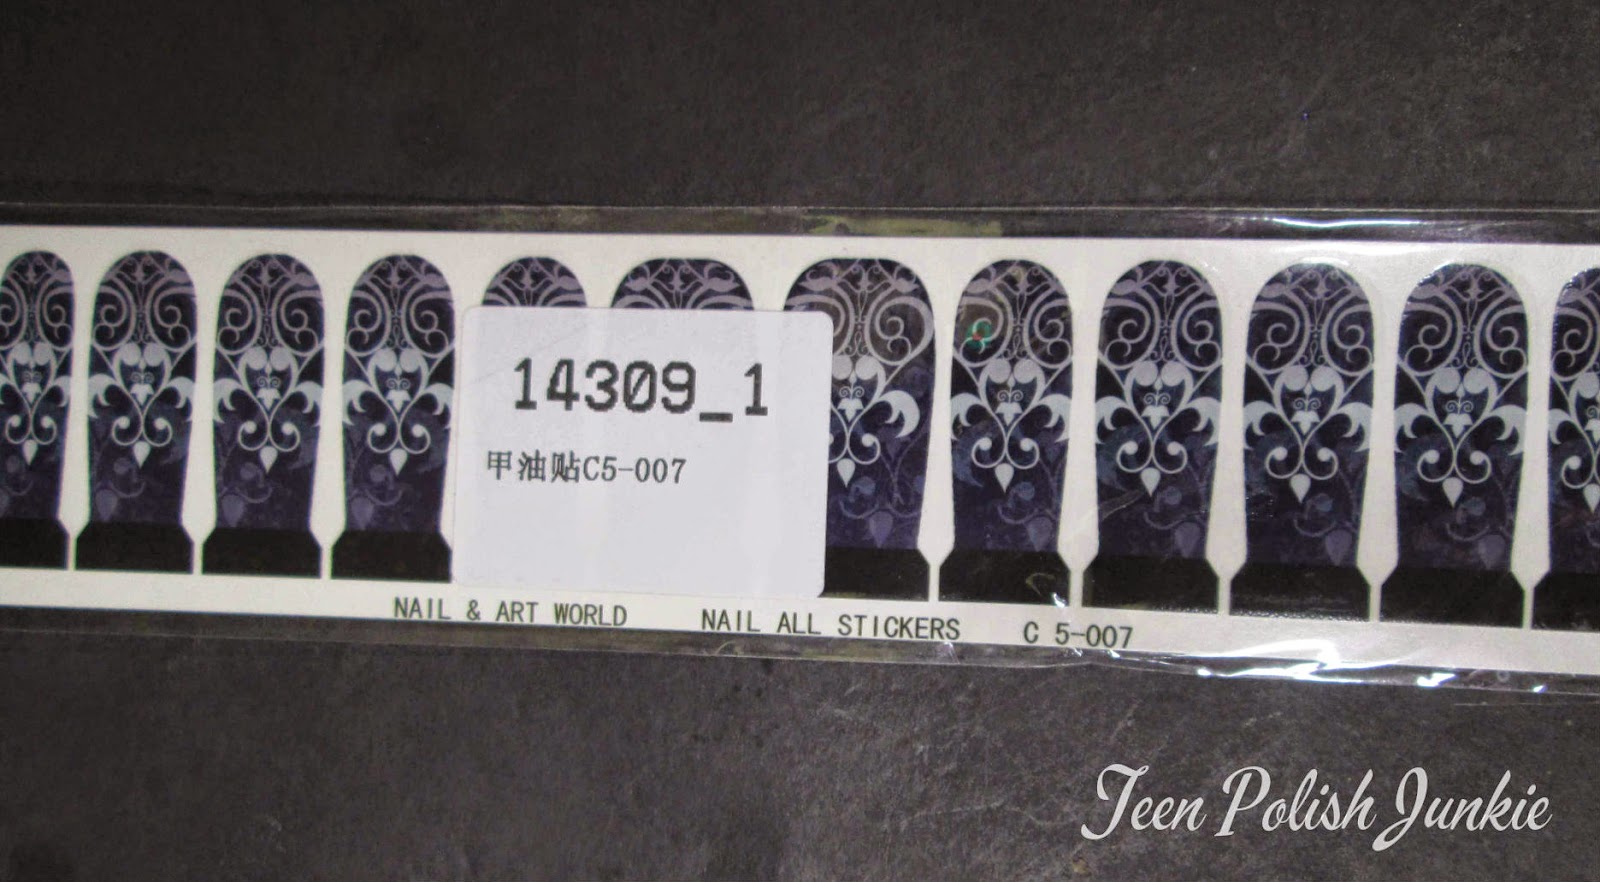 14309_1
甲油贴C5-007
NAIL & ART WORLD NAIL ALL STICKERS C 5-007
Teen Polish Junkie